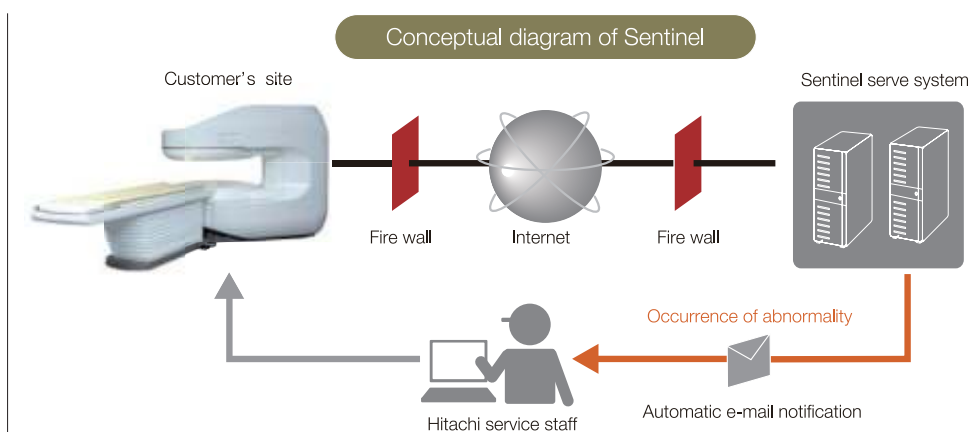 Conceptual diagram of Sentinel
Customer's site
Sentinel serve system
Fire wall
Internet
Fire wall
Occurrence of abnormality
Hitachi service staff
Automatic e-mail notification